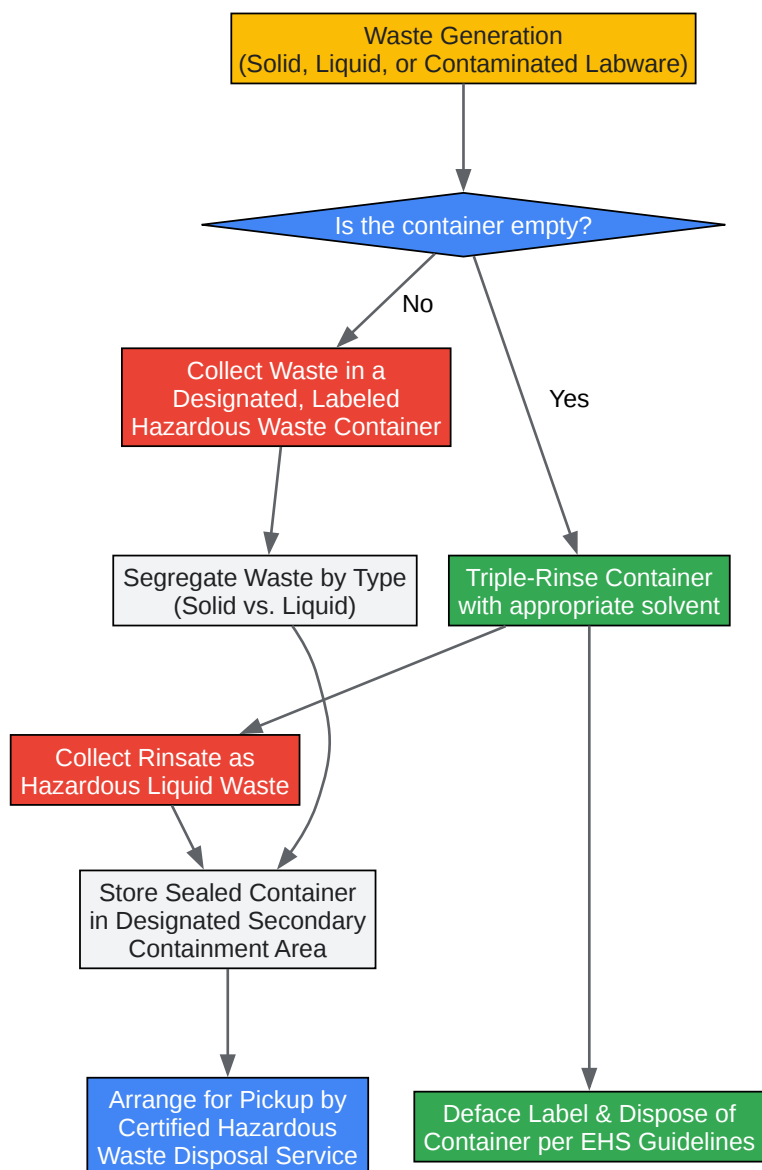 Waste Generation
(Solid, Liquid, or Contaminated Labware)
Is the container empty?
No
Collect Waste in a
Designated, Labeled
Hazardous Waste Container
Yes
Segregate Waste by Type
(Solid vs. Liquid)
Triple-Rinse Container
with appropriate solvent
Collect Rinsate as
Hazardous Liquid Waste
Store Sealed Container
in Designated Secondary
Containment Area
Arrange for Pickup by
Certified Hazardous
Waste Disposal Service
Deface Label & Dispose of
Container per EHS Guidelines